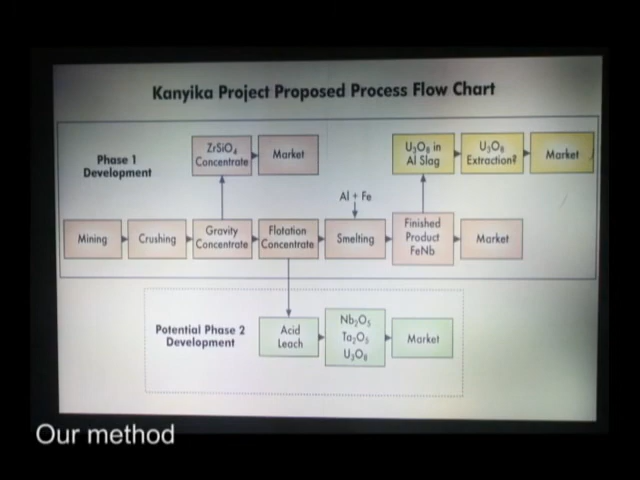 Kanyika Project Proposed Process Flow Chart
Phase 1
Development
ZrSiO₄
Concentrate
Market
U₃O₈ in
Al Slag
U₃O₈
Extraction?
Market
Al + Fe
Mining
Crushing
Gravity
Concentrate
Flotation
Concentrate
Smelting
Finished
Product
FeNb
Market
Potential Phase 2
Development
Acid
Leach
Nb₂O₅
Ta₂O₅
U₃O₈
Market
Our method